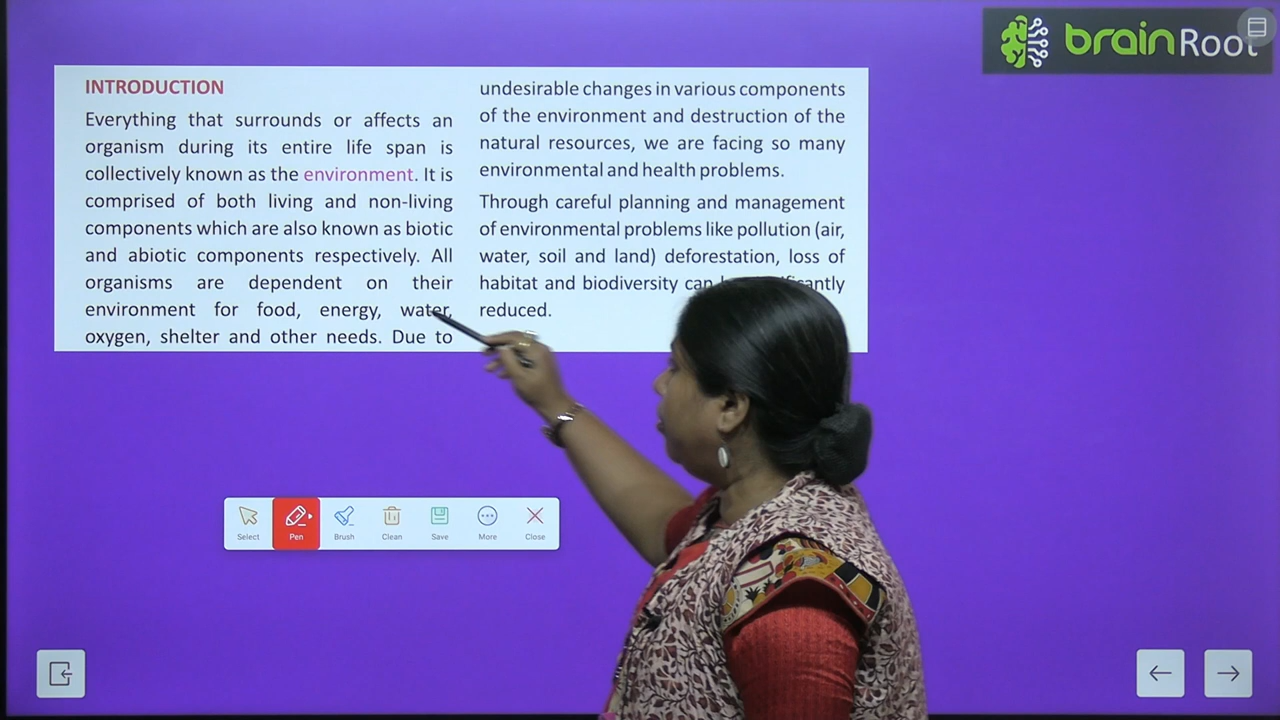 brainRoot
INTRODUCTION
Everything that surrounds or affects an
organism during its entire life span is
collectively known as the environment. It is
comprised of both living and non-living
components which are also known as biotic
and abiotic components respectively. All
organisms are dependent on their
environment for food, energy, water,
oxygen, shelter and other needs. Due to
undesirable changes in various components
of the environment and destruction of the
natural resources, we are facing so many
environmental and health problems.
Through careful planning and management
of environmental problems like pollution (air,
water, soil and land) deforestation, loss of
habitat and biodiversity can
reduced.
Select Pen Brush Clean Save More Close